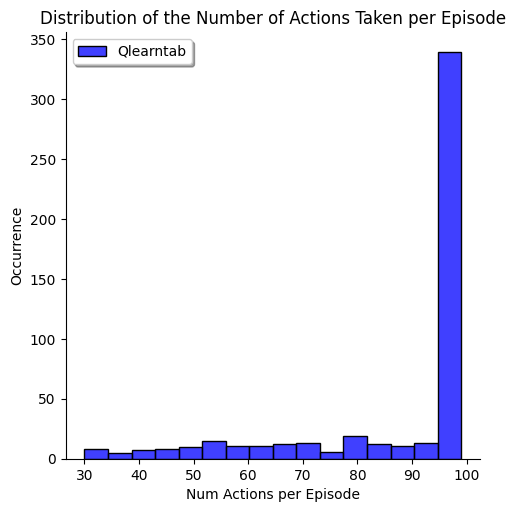 Distribution of the Number of Actions Taken per Episode
Qlearntab
350
300
250
200
150
100
50
0
Occurrence
30 40 50 60 70 80 90 100
Num Actions per Episode